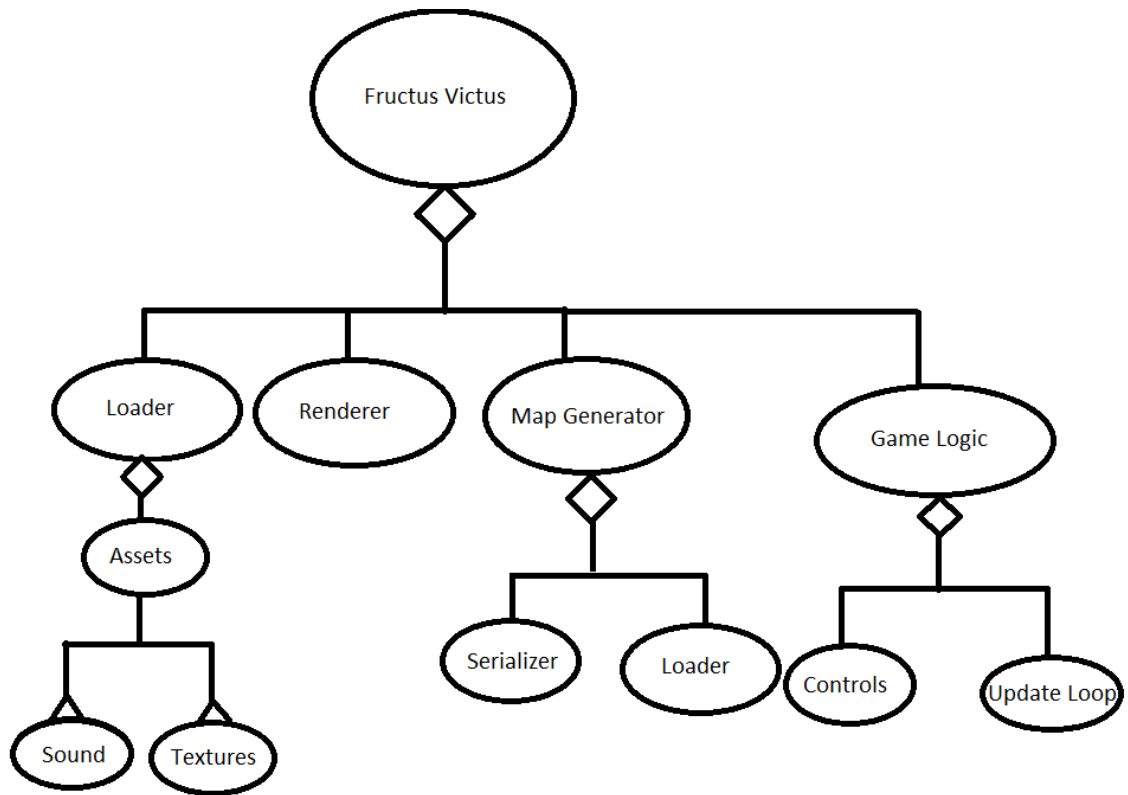 Fructus Victus
Loader
Renderer
Map Generator
Game Logic
Assets
Serializer
Loader
Controls
Update Loop
Sound
Textures